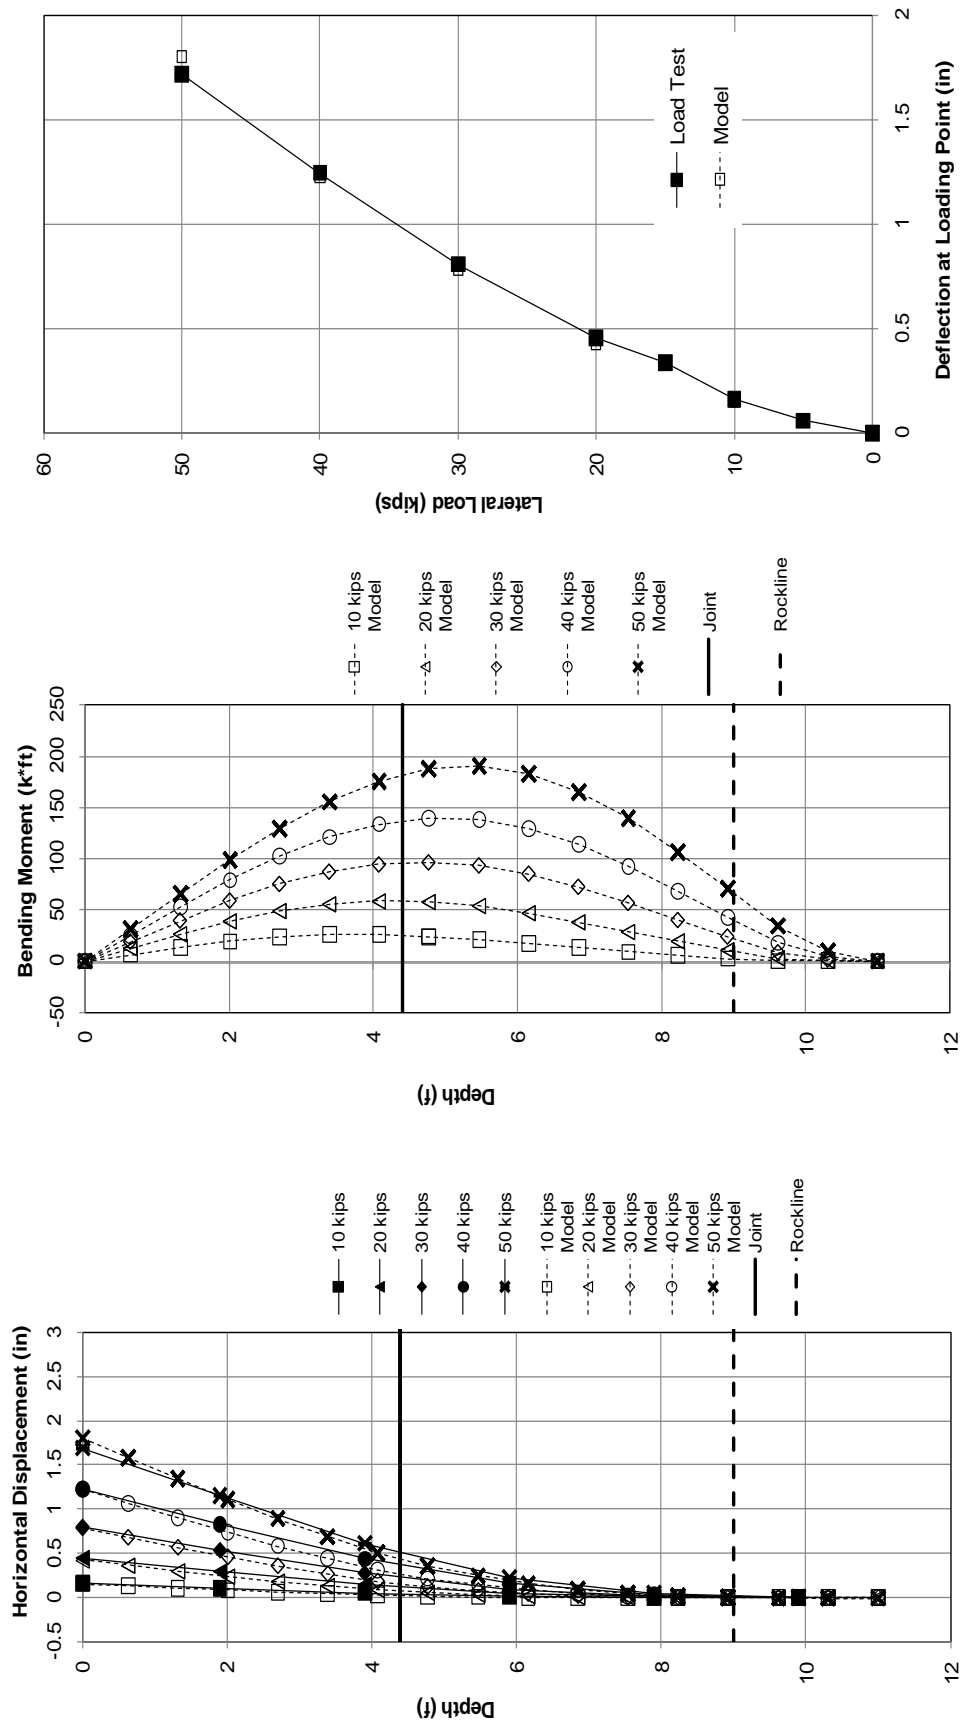 Horizontal Displacement (in)
-0.5 0 0.5 1 1.5 2 2.5 3
Depth (f)
0
2
4
6
8
10
12
10 kips
20 kips
30 kips
40 kips
50 kips
10 kips
Model
20 kips
Model
30 kips
Model
40 kips
Model
50 kips
Model
Joint
Rockline
Bending Moment (k*ft)
-50 0 50 100 150 200 250
Depth (f)
0
2
4
6
8
10
12
10 kips
Model
20 kips
Model
30 kips
Model
40 kips
Model
50 kips
Model
Joint
Rockline
Lateral Load (kips)
60
50
40
30
20
10
0
Load Test
Model
0 0.5 1 1.5 2
Deflection at Loading Point (in)